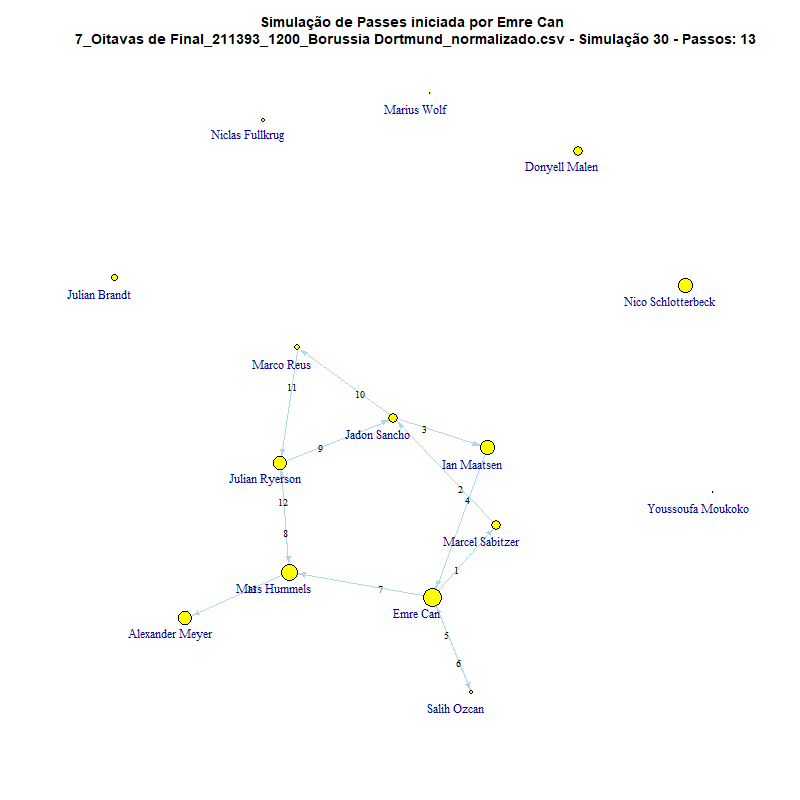 Simulação de Passes iniciada por Emre Can
7_Oitavas de Final_211393_1200_Borussia Dortmund_normalizado.csv - Simulação 30 - Passos: 13
Marius Wolf
Niclas Fullkrug
Donyell Malen
Julian Brandt
Nico Schlotterbeck
Marco Reus
11
10
3
Jadon Sancho
9
Ian Maatsen
Julian Ryerson
2
4
12
Youssoufa Moukoko
8
Marcel Sabitzer
1
7
Mats Hummels
Emre Can
Alexander Meyer
5
6
Salih Ozcan